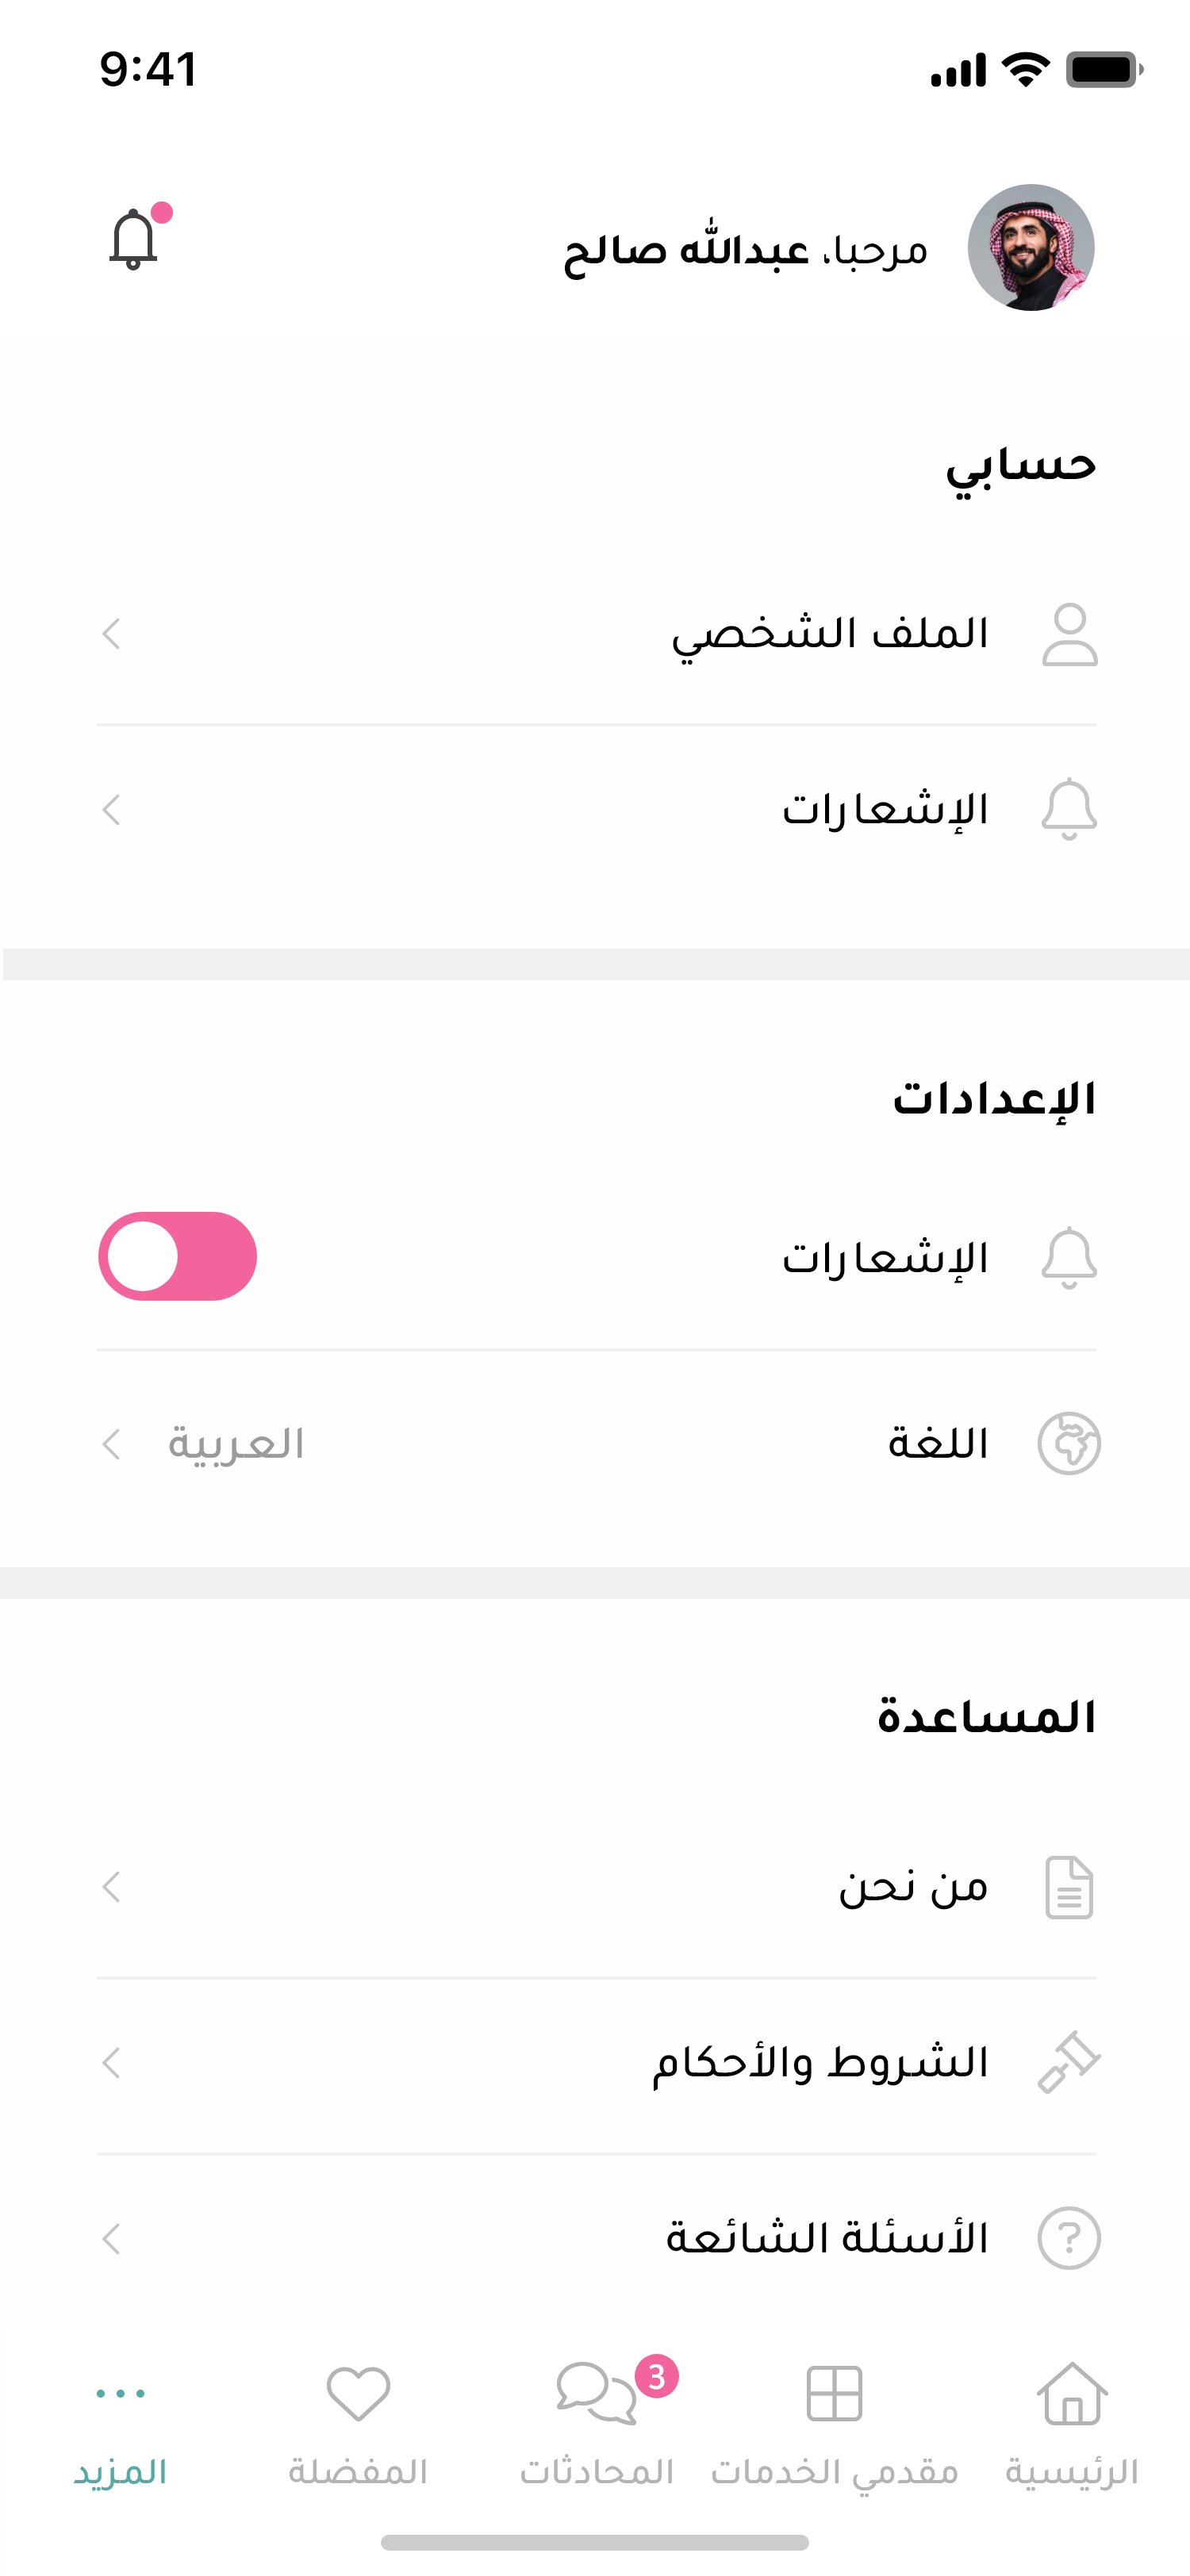 9:41
مرحبا، عبدالله صالح
حسابي
الملف الشخصي
الإشعارات
الإعدادات
الإشعارات
اللغة العربية
المساعدة
من نحن
الشروط والأحكام
الأسئلة الشائعة
3
الرئيسية مقدمي الخدمات المحادثات المفضلة المزيد